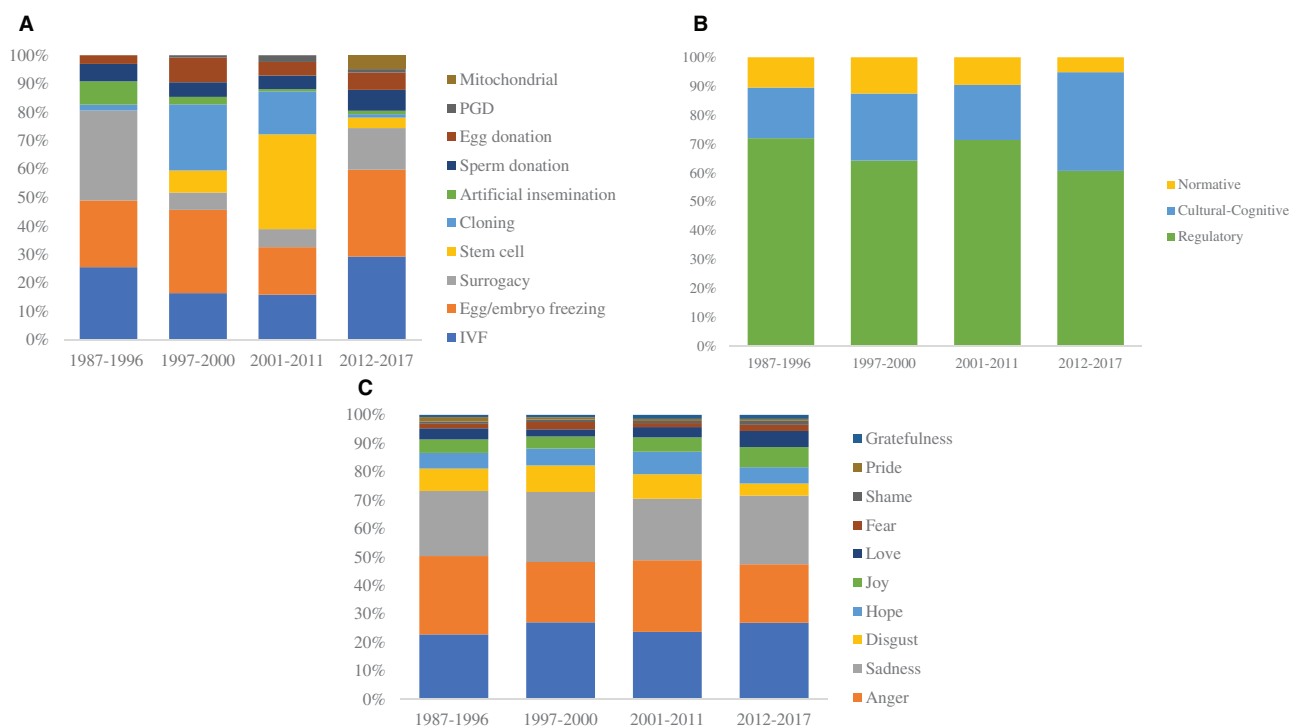 A
100%
90%
80%
70%
60%
50%
40%
30%
20%
10%
0%
1987-1996 1997-2000 2001-2011 2012-2017
Mitochondrial
PGD
Egg donation
Sperm donation
Artificial insemination
Cloning
Stem cell
Surrogacy
Egg/embryo freezing
IVF
B
100%
90%
80%
70%
60%
50%
40%
30%
20%
10%
0%
1987-1996 1997-2000 2001-2011 2012-2017
Normative
Cultural-Cognitive
Regulatory
C
100%
90%
80%
70%
60%
50%
40%
30%
20%
10%
0%
1987-1996 1997-2000 2001-2011 2012-2017
Gratefulness
Pride
Shame
Fear
Love
Joy
Hope
Disgust
Sadness
Anger